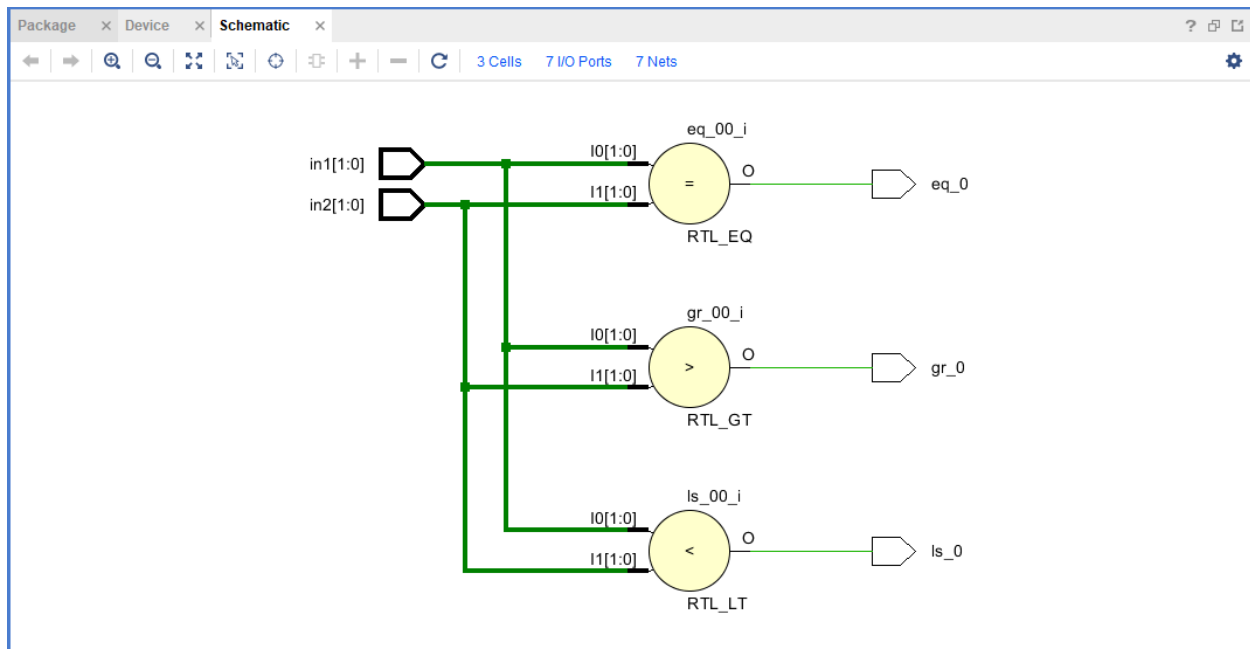 Package × Device × Schematic ×
?
3 Cells 7 I/O Ports 7 Nets
eq_00_i
in1[1:0]
I0[1:0]
O
in2[1:0]
I1[1:0]
=
eq_0
RTL_EQ
gr_00_i
I0[1:0]
O
I1[1:0]
>
gr_0
RTL_GT
ls_00_i
I0[1:0]
O
I1[1:0]
<
ls_0
RTL_LT